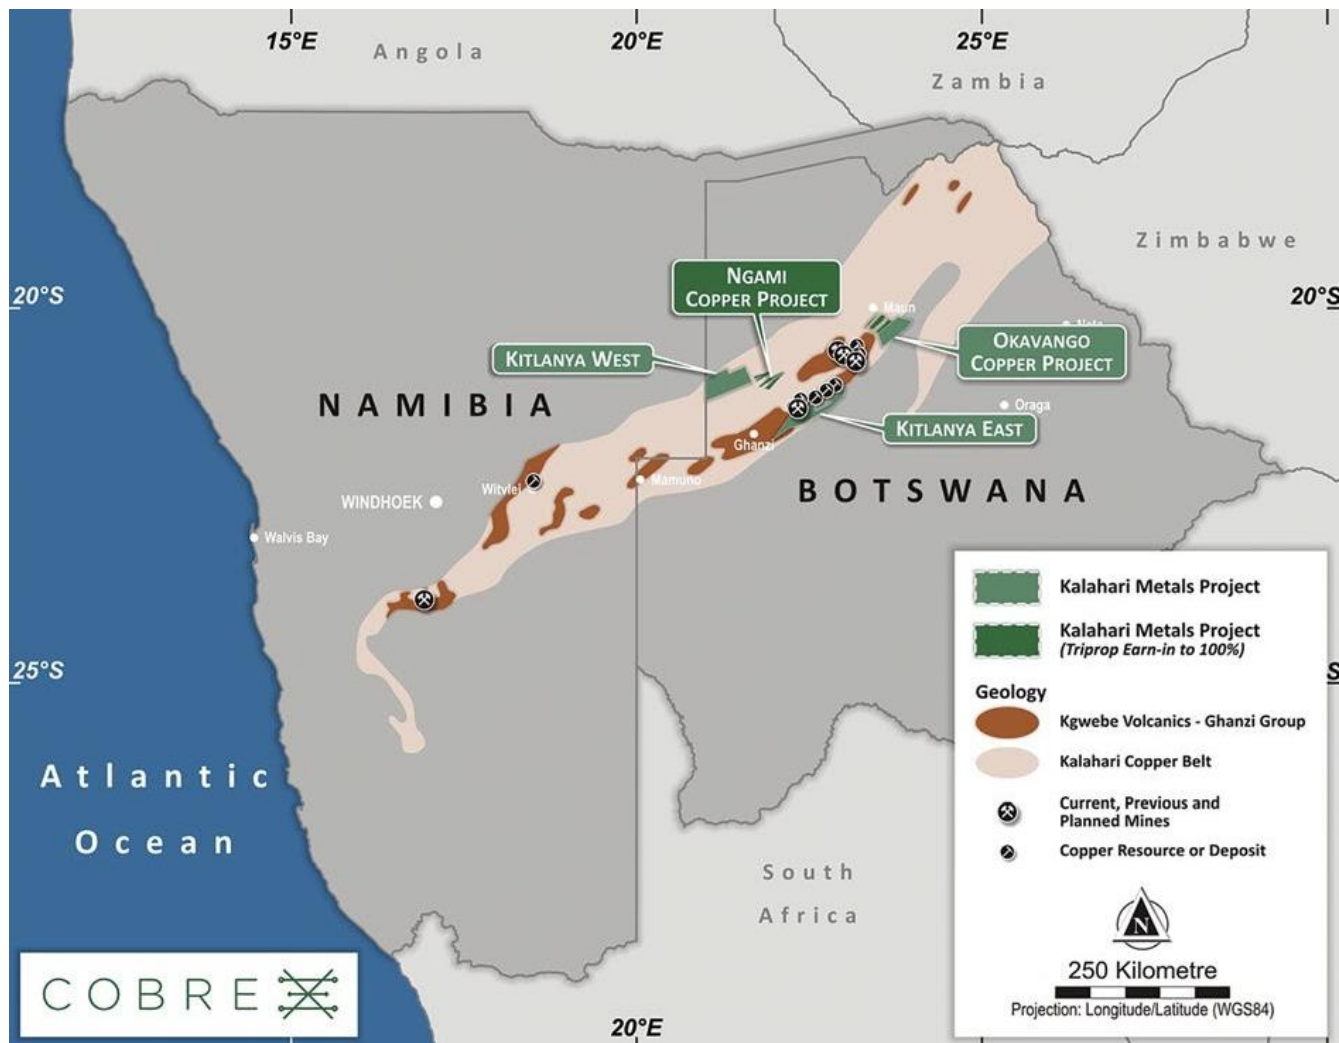 15°E
20°E
25°E
Angola
Zambia
Zimbabwe
20°S
20°S
NGAMI
COPPER PROJECT
Maun
OKAVANGO
COPPER PROJECT
KITLANYA WEST
NAMIBIA
Orapa
KITLANYA EAST
Ghanzi
Witvlei
Mamuno
WINDHOEK
BOTSWANA
Walvis Bay
25°S
S
Atlantic
Ocean
South
Africa
20°E
COBRE
Kalahari Metals Project
Kalahari Metals Project
(Triprop Earn-in to 100%)
Geology
Kgwebe Volcanics - Ghanzi Group
Kalahari Copper Belt
Current, Previous and
Planned Mines
Copper Resource or Deposit
N
250 Kilometre
Projection: Longitude/Latitude (WGS84)